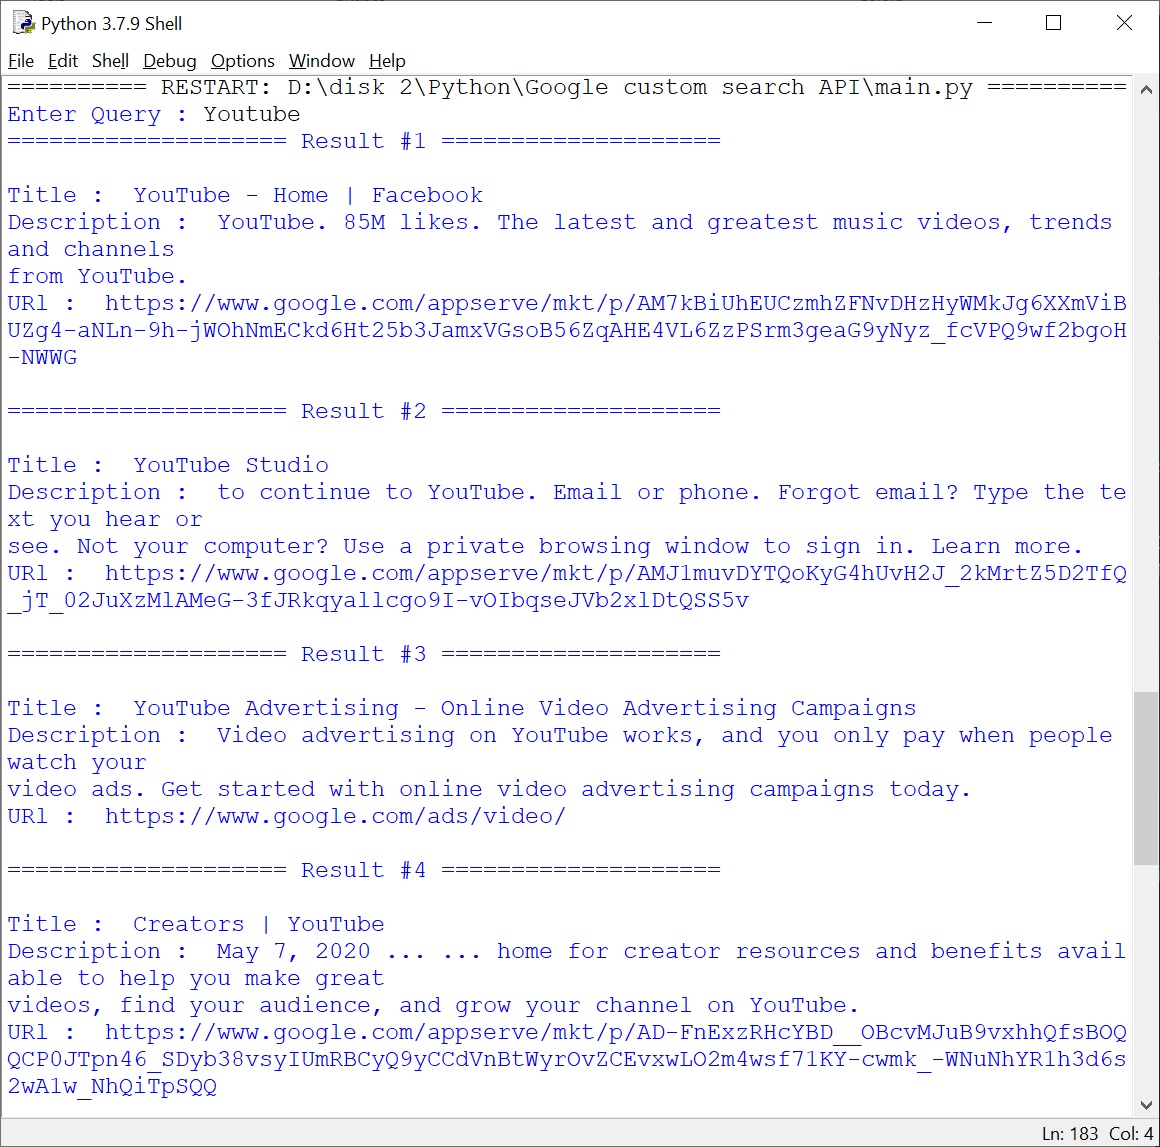 Python 3.7.9 Shell
File Edit Shell Debug Options Window Help
========== RESTART: D:\disk 2\Python\Google custom search API\main.py ==========
Enter Query : Youtube
==================== Result #1 ====================
Title :  YouTube - Home | Facebook
Description :  YouTube. 85M likes. The latest and greatest music videos, trends
and channels
from YouTube.
URl :  https://www.google.com/appserve/mkt/p/AM7kBiUhEUCzmhZFNvDHzHyWMkJg6XXmViB
UZg4-aNLn-9h-jWOhNmECkd6Ht25b3JamxVGsoB56ZqAHE4VL6ZzPSrm3geaG9yNyz_fcVPQ9wf2bgoH
-NWWG
==================== Result #2 ====================
Title :  YouTube Studio
Description :  to continue to YouTube. Email or phone. Forgot email? Type the te
xt you hear or
see. Not your computer? Use a private browsing window to sign in. Learn more.
URl :  https://www.google.com/appserve/mkt/p/AMJ1muvDYTQoKyG4hUvH2J_2kMrtZ5D2TfQ
_jT_02JuXzMlAMeG-3fJRkqyallcgo9I-vOIbqseJVb2xlDtQSS5v
==================== Result #3 ====================
Title :  YouTube Advertising - Online Video Advertising Campaigns
Description :  Video advertising on YouTube works, and you only pay when people
watch your
video ads. Get started with online video advertising campaigns today.
URl :  https://www.google.com/ads/video/
==================== Result #4 ====================
Title :  Creators | YouTube
Description :  May 7, 2020 ... ... home for creator resources and benefits avail
able to help you make great
videos, find your audience, and grow your channel on YouTube.
URl :  https://www.google.com/appserve/mkt/p/AD-FnExzRHcYBD__OBcvMJuB9vxhhQfsBOQ
QCP0JTpn46_SDyb38vsyIUmRBCyQ9yCCdVnBtWyrOvZCEvxwLO2m4wsf71KY-cwmk_-WNuNhYR1h3d6s
2wA1w_NhQiTpSQQ
Ln: 183 Col: 4